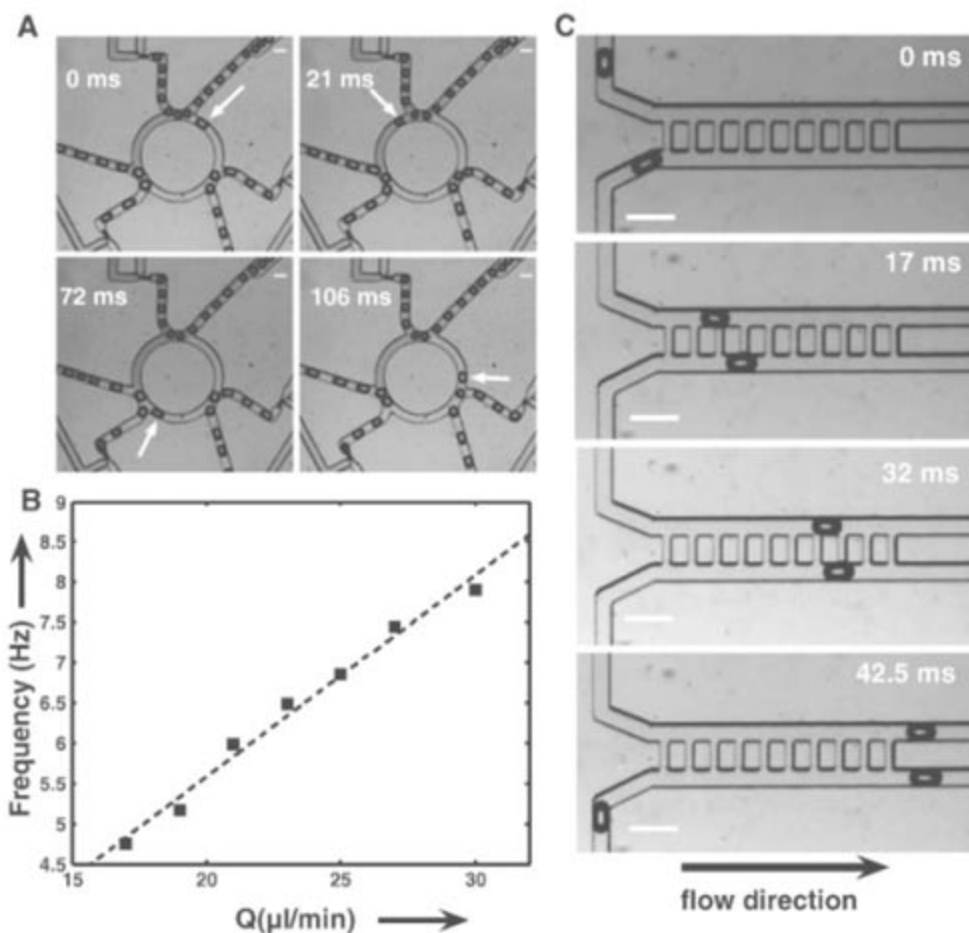 A
0 ms
21 ms
72 ms
106 ms
B
Frequency (Hz)
9
8.5
8
7.5
7
6.5
6
5.5
5
4.5
15
20
25
30
Q(µl/min)
C
0 ms
17 ms
32 ms
42.5 ms
flow direction